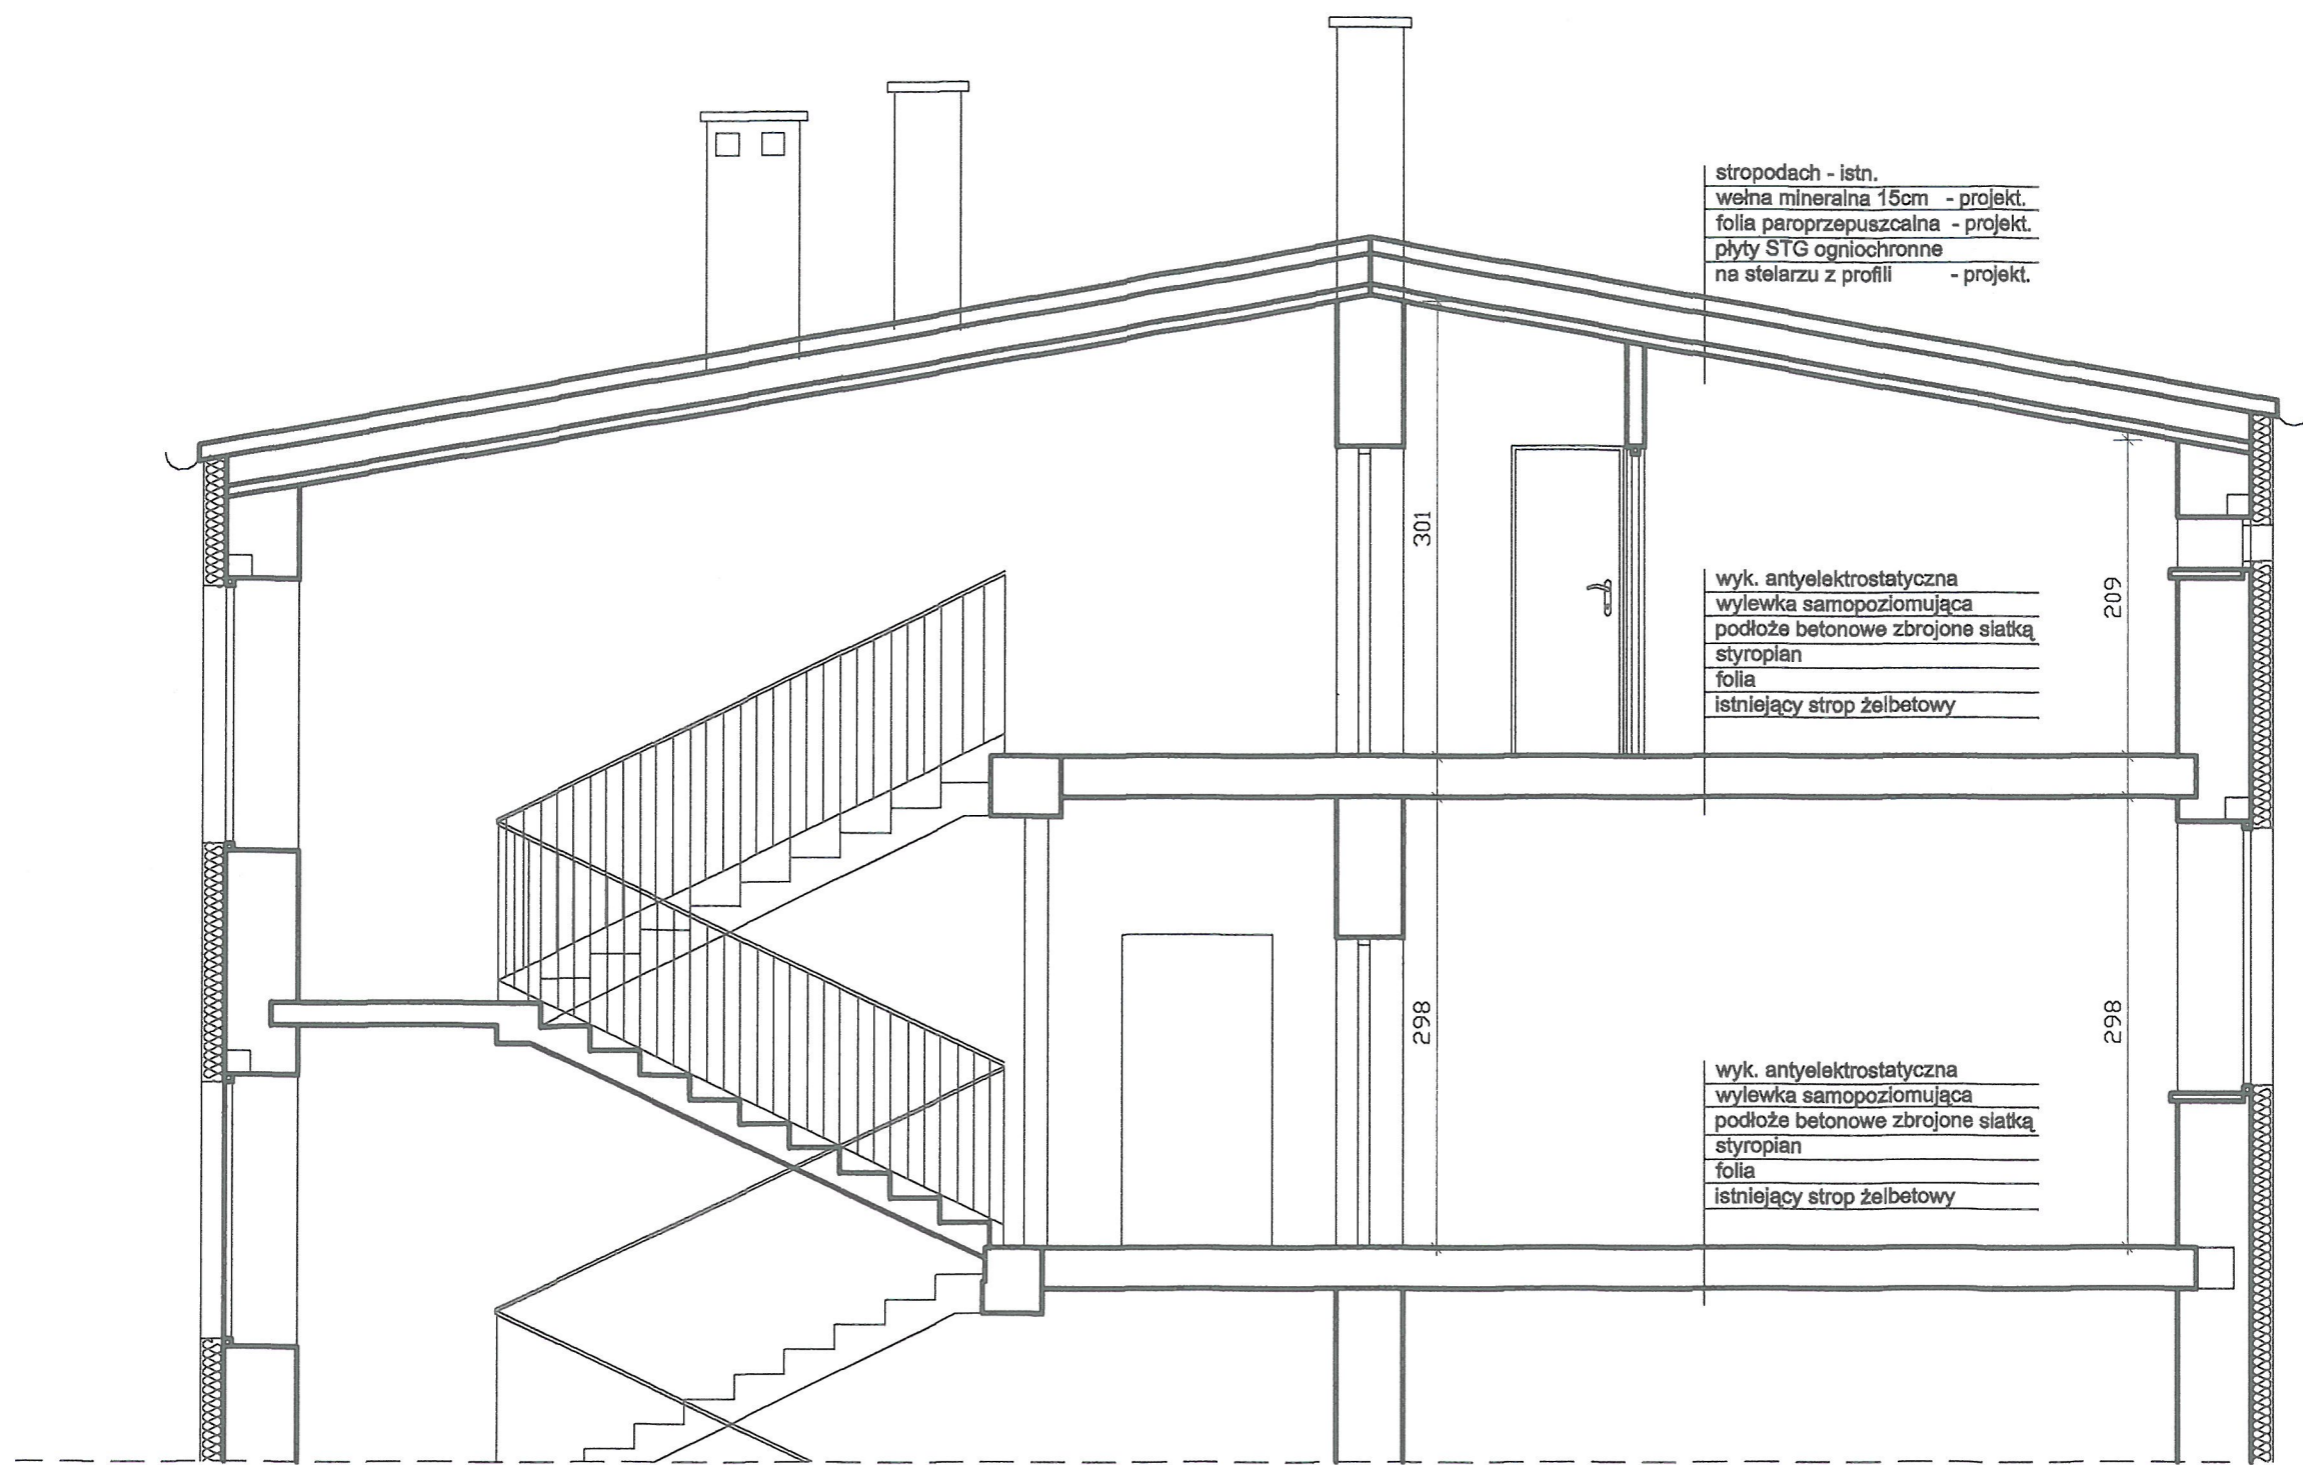 stropodach - istn.
wełna mineralna 15cm - projekt.
folia paroprzepuszcalna - projekt.
płyty STG ogniochronne
na stelarzu z profili - projekt.
301
209
wyk. antyelektrostatyczna
wylewka samopoziomująca
podłoże betonowe zbrojone siatką
styropian
folia
istniejący strop żelbetowy
298
298
wyk. antyelektrostatyczna
wylewka samopoziomująca
podłoże betonowe zbrojone siatką
styropian
folia
istniejący strop żelbetowy